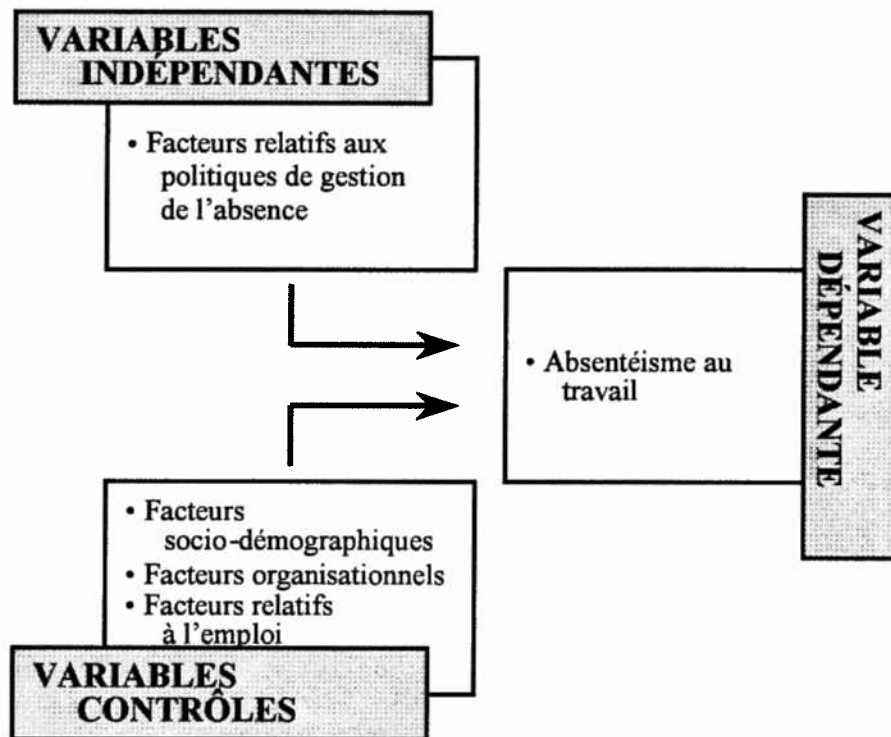 VARIABLES
INDÉPENDANTES
• Facteurs relatifs aux
politiques de gestion
de l'absence
VARIABLE
DÉPENDANTE
• Absentéisme au
travail
• Facteurs
socio-démographiques
• Facteurs organisationnels
• Facteurs relatifs
à l'emploi
VARIABLES
CONTRÔLES